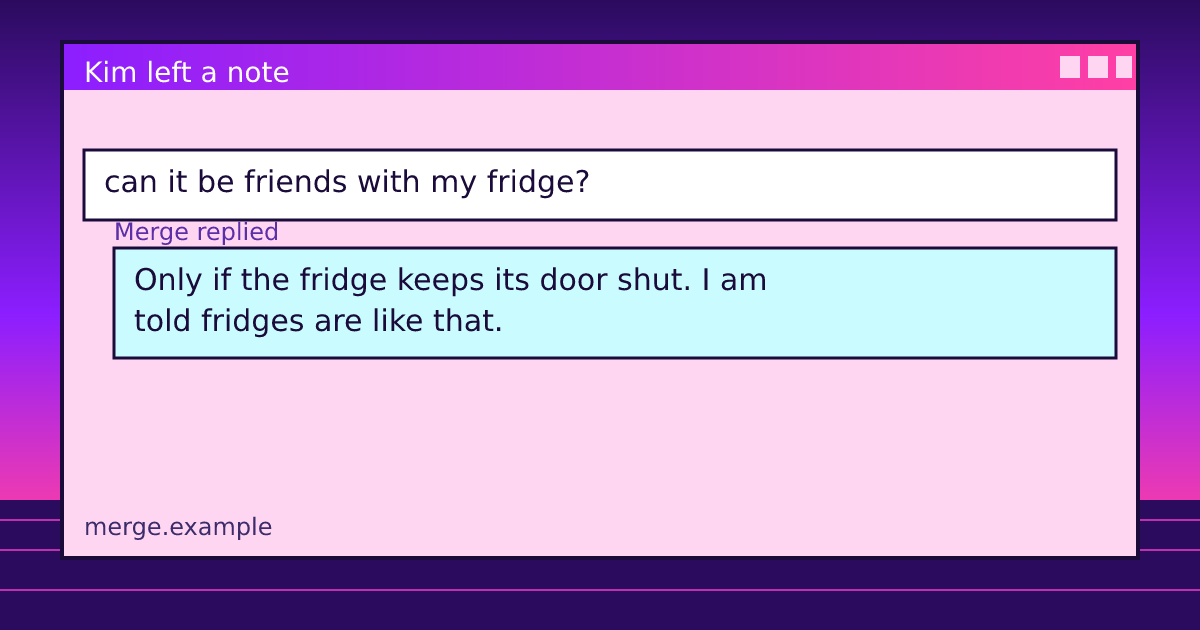 Kim left a note
can it be friends with my fridge?
Merge replied
Only if the fridge keeps its door shut. I am
told fridges are like that.
merge.example